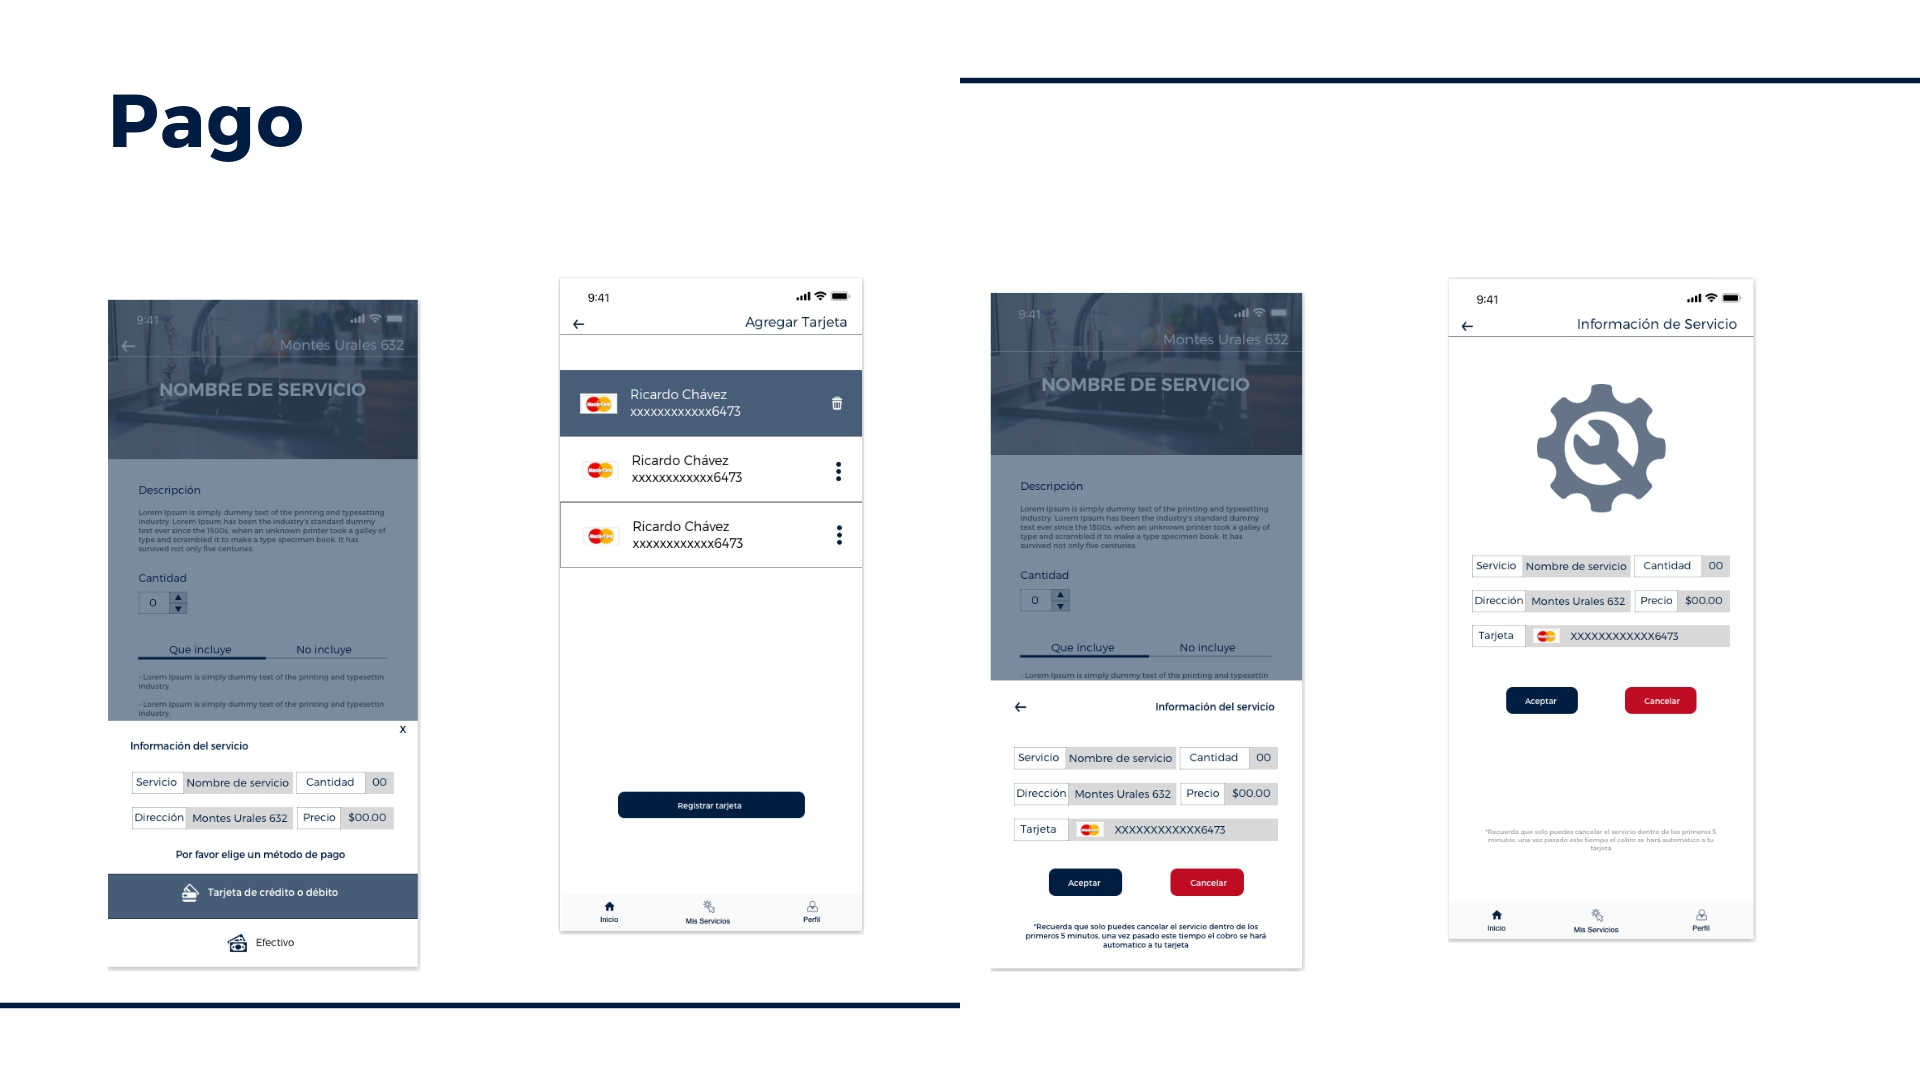 Pago
9:41
Montes Urales 632
NOMBRE DE SERVICIO
Descripción
Lorem Ipsum is simply dummy text of the printing and typesetting
industry. Lorem Ipsum has been the industry's standard dummy
text ever since the 1500s, when an unknown printer took a galley of
type and scrambled it to make a type specimen book. It has
survived not only five centuries.
Cantidad
0
Que incluye No incluye
- Lorem Ipsum is simply dummy text of the printing and typesettin
industry.
- Lorem Ipsum is simply dummy text of the printing and typesettin
industry.
X
Información del servicio
Servicio Nombre de servicio Cantidad 00
Dirección Montes Urales 632 Precio $00.00
Por favor elige un método de pago
Tarjeta de crédito o débito
Efectivo
9:41
Agregar Tarjeta
Ricardo Chávez
xxxxxxxxxxxx6473
Ricardo Chávez
xxxxxxxxxxxx6473
Ricardo Chávez
xxxxxxxxxxxx6473
Registrar tarjeta
Inicio Mis Servicios Perfil
9:41
Montes Urales 632
NOMBRE DE SERVICIO
Descripción
Lorem Ipsum is simply dummy text of the printing and typesetting
industry. Lorem Ipsum has been the industry's standard dummy
text ever since the 1500s, when an unknown printer took a galley of
type and scrambled it to make a type specimen book. It has
survived not only five centuries.
Cantidad
0
Que incluye No incluye
- Lorem Ipsum is simply dummy text of the printing and typesettin
Información del servicio
Servicio Nombre de servicio Cantidad 00
Dirección Montes Urales 632 Precio $00.00
Tarjeta XXXXXXXXXXXX6473
Aceptar Cancelar
*Recuerda que solo puedes cancelar el servicio dentro de los
primeros 5 minutos, una vez pasado este tiempo el cobro se hará
automatico a tu tarjeta
9:41
Información de Servicio
Servicio Nombre de servicio Cantidad 00
Dirección Montes Urales 632 Precio $00.00
Tarjeta XXXXXXXXXXXX6473
Aceptar Cancelar
*Recuerda que solo puedes cancelar el servicio dentro de los primeros 5
minutos, una vez pasado este tiempo el cobro se hará automatico a tu
tarjeta
Inicio Mis Servicios Perfil